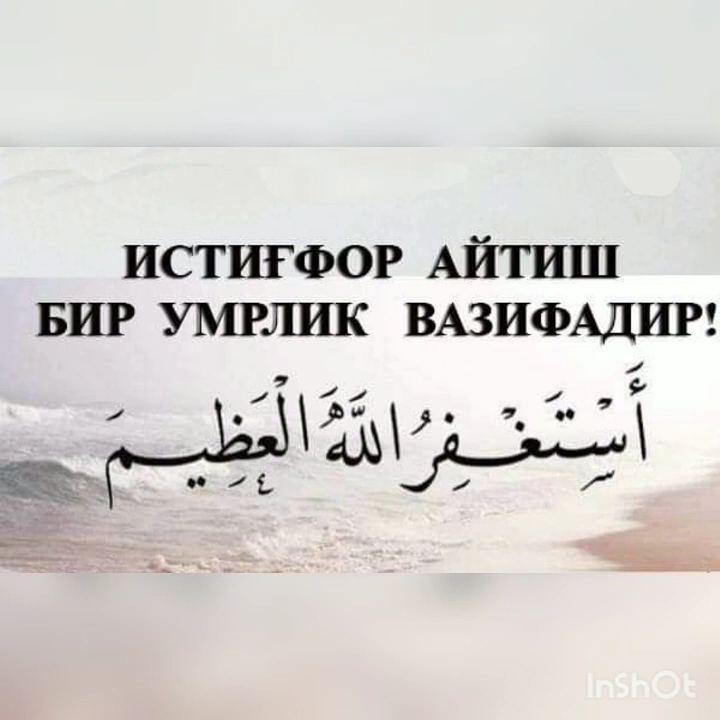 ИСТИҒФОР АЙТИШ
БИР УМРЛИК ВАЗИФАДИР!
أَسْتَغْفِرُ اللَّهَ الْعَظِيمَ
InShOt